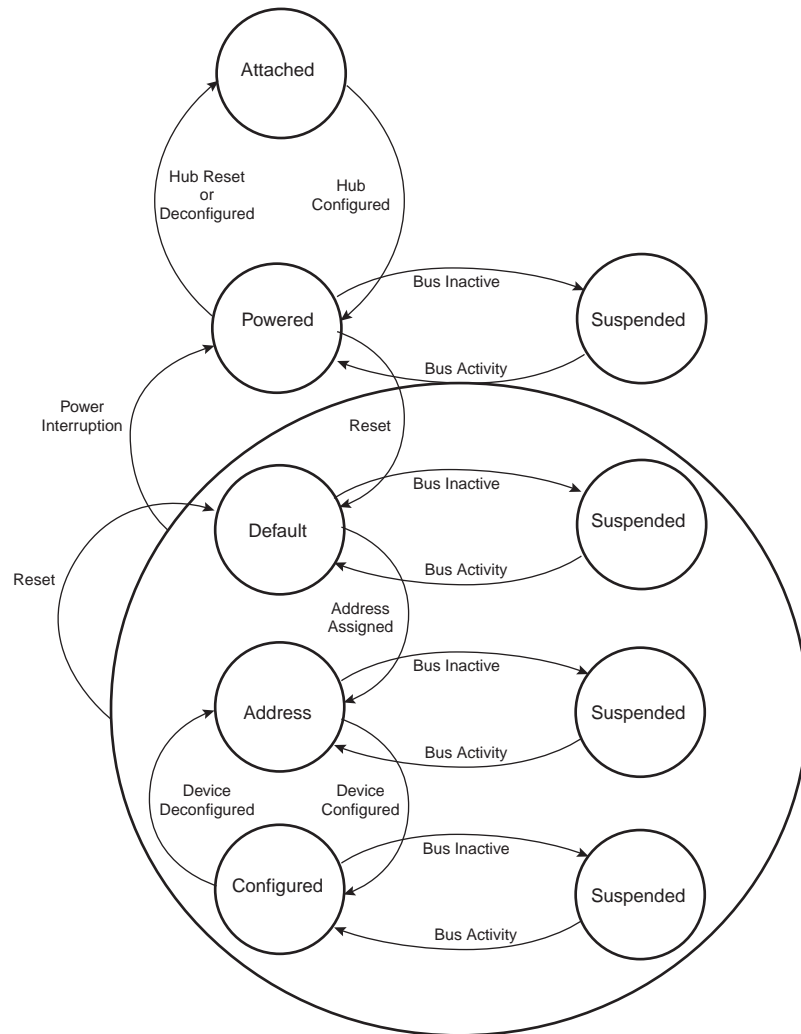 Attached
Hub Reset
or
Deconfigured
Hub
Configured
Bus Inactive
Powered
Suspended
Bus Activity
Power
Interruption
Reset
Bus Inactive
Default
Suspended
Bus Activity
Reset
Address
Assigned
Bus Inactive
Address
Suspended
Bus Activity
Device
Deconfigured
Device
Configured
Bus Inactive
Configured
Suspended
Bus Activity